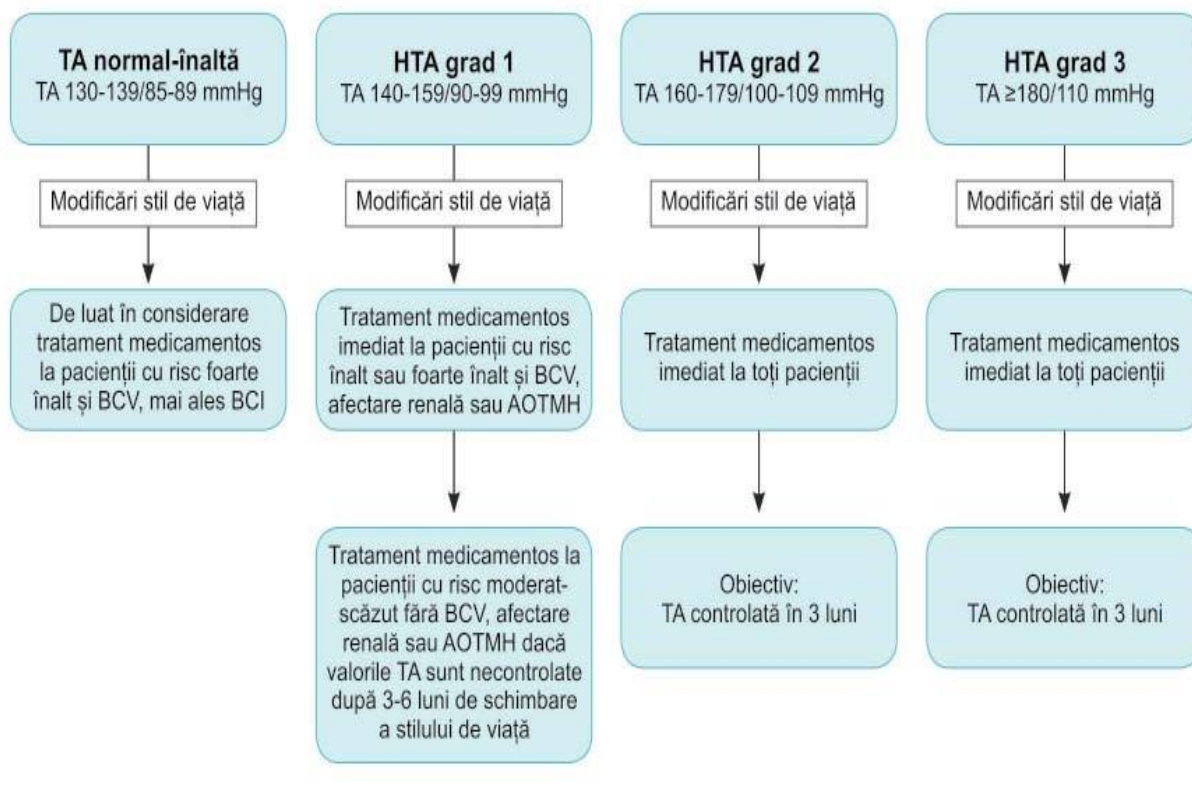 TA normal-înaltă
TA 130-139/85-89 mmHg
Modificări stil de viață
De luat în considerare
tratament medicamentos
la pacienții cu risc foarte
înalt și BCV, mai ales BCI
HTA grad 1
TA 140-159/90-99 mmHg
Modificări stil de viață
Tratament medicamentos
imediat la pacienții cu risc
înalt sau foarte înalt și BCV,
afectare renală sau AOTMH
Tratament medicamentos la
pacienții cu risc moderat-
scăzut fără BCV, afectare
renală sau AOTMH dacă
valorile TA sunt necontrolate
după 3-6 luni de schimbare
a stilului de viață
HTA grad 2
TA 160-179/100-109 mmHg
Modificări stil de viață
Tratament medicamentos
imediat la toți pacienții
Obiectiv:
TA controlată în 3 luni
HTA grad 3
TA ≥180/110 mmHg
Modificări stil de viață
Tratament medicamentos
imediat la toți pacienții
Obiectiv:
TA controlată în 3 luni